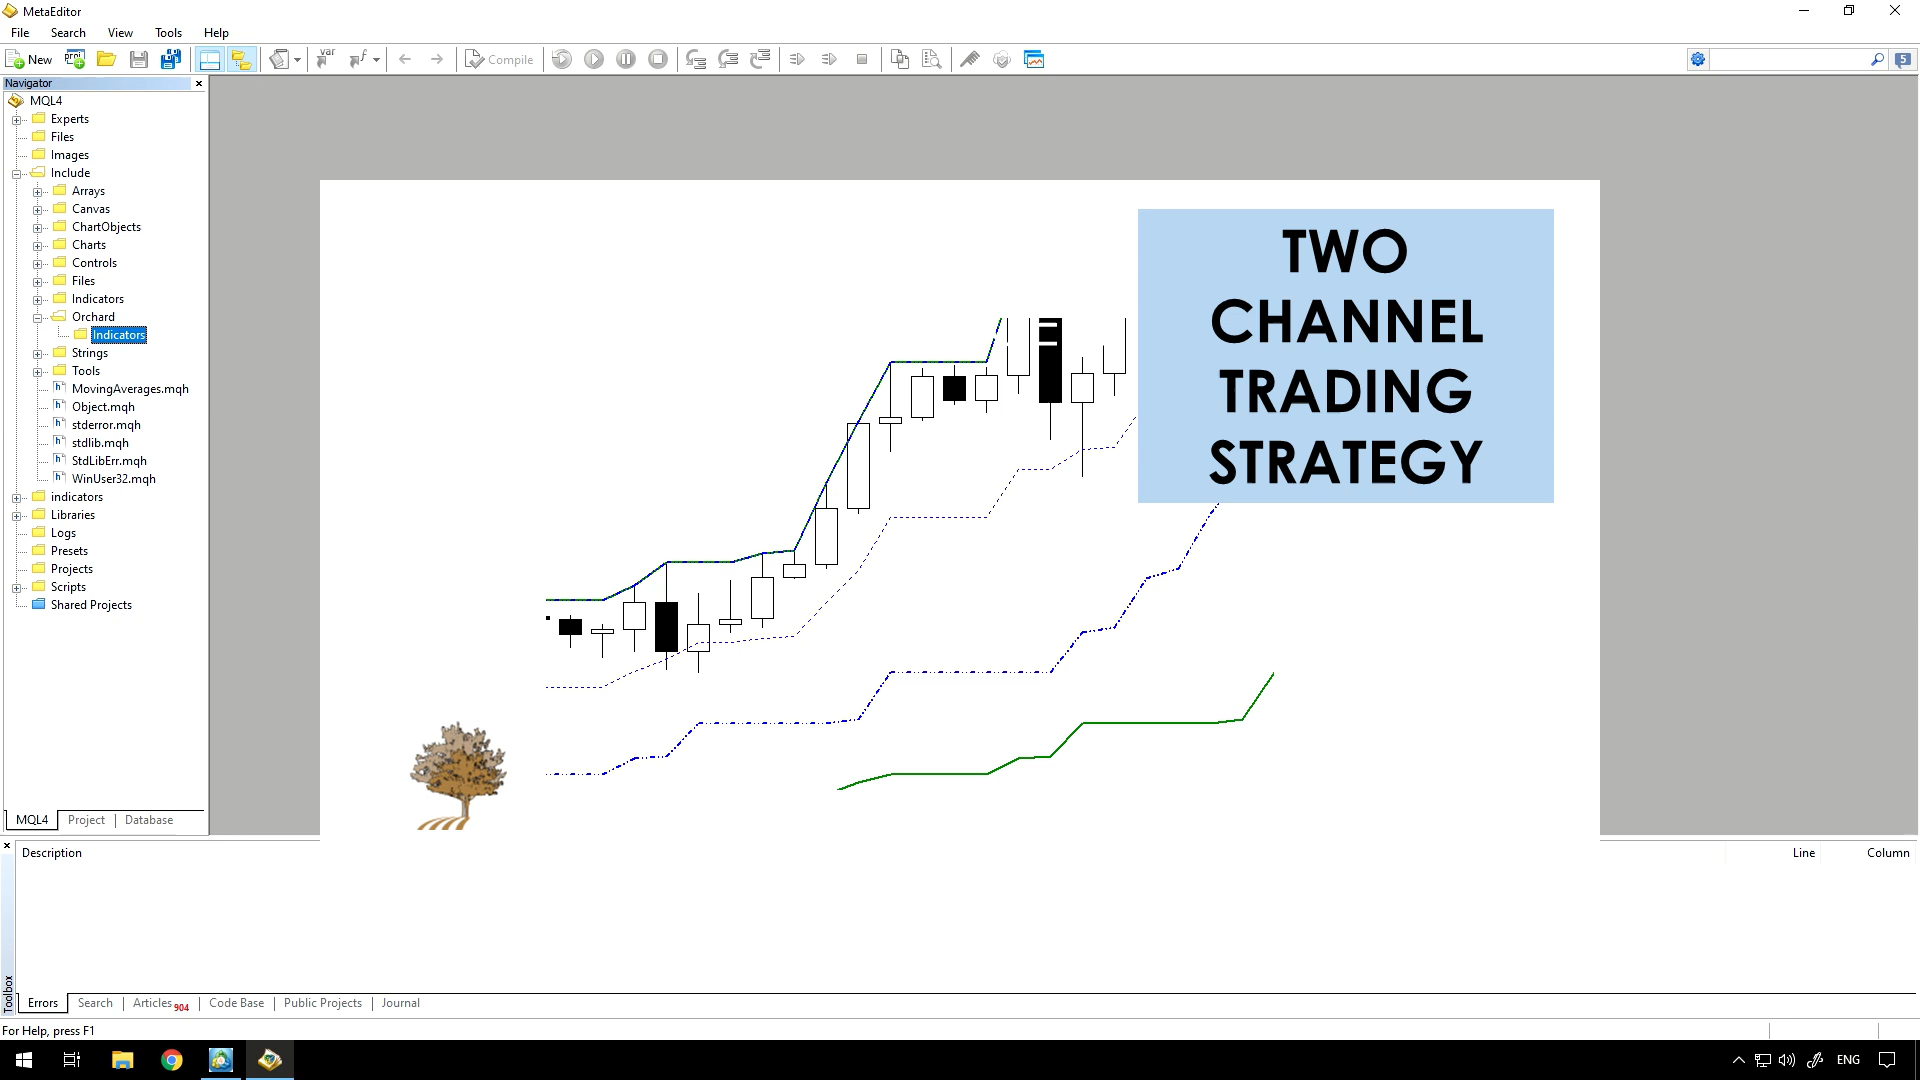 MetaEditor
File Search View Tools Help
New Compile
5
Navigator
MQL4
Experts
Files
Images
Include
Arrays
Canvas
ChartObjects
Charts
Controls
Files
Indicators
Orchard
Indicators
Strings
Tools
MovingAverages.mqh
Object.mqh
stderror.mqh
stdlib.mqh
StdLibErr.mqh
WinUser32.mqh
indicators
Libraries
Logs
Presets
Projects
Scripts
Shared Projects
MQL4 Project Database
TWO
CHANNEL
TRADING
STRATEGY
Description Line Column
Toolbox
Errors Search Articles 904 Code Base Public Projects Journal
For Help, press F1
ENG